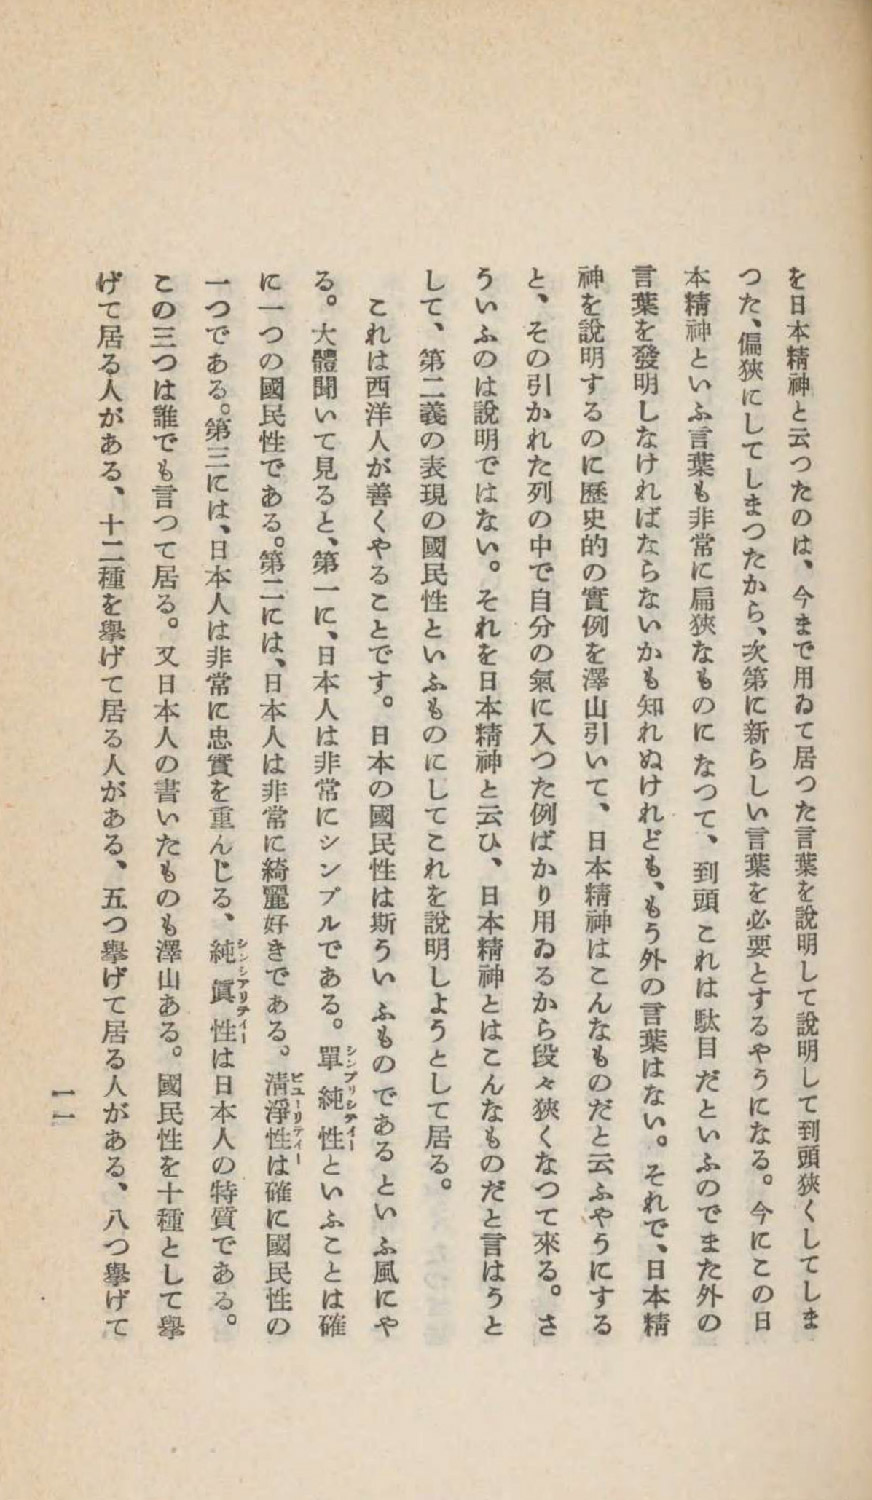 を日本精神と云つたのは、今まで用ゐて居つた言葉を說明して說明して到頭狹くしてしま
つた、偏狹にしてしまつたから、次第に新らしい言葉を必要とするやうになる。今にこの日
本精神といふ言葉も非常に扁狹なものになつて、到頭これは駄目だといふのでまた外の
言葉を發明しなければならないかも知れぬけれども、もう外の言葉はない。それで、日本精
神を說明するのに歷史的の實例を澤山引いて、日本精神はこんなものだと云ふやうにする
と、その引かれた列の中で自分の氣に入つた例ばかり用ゐるから段々狹くなつて來る。さ
ういふのは說明ではない。それを日本精神と云ひ、日本精神とはこんなものだと言はうと
して、第二義の表現の國民性といふものにしてこれを說明しようとして居る。
これは西洋人が善くやることです。日本の國民性は斯ういふものであるといふ風にや
る。大體聞いて見ると、第一に、日本人は非常にシンプルである。單純性シンプリシティーといふことは確
に一つの國民性である。第二には、日本人は非常に綺麗好きである。淸淨性ピューリティーは確に國民性の
一つである。第三には、日本人は非常に忠實を重んじる、純眞性シンシアリティーは日本人の特質である。
この三つは誰でも言つて居る。又日本人の書いたものも澤山ある。國民性を十種として擧
げて居る人がある、十二種を擧げて居る人がある、五つ擧げて居る人がある、八つ擧げて
一一